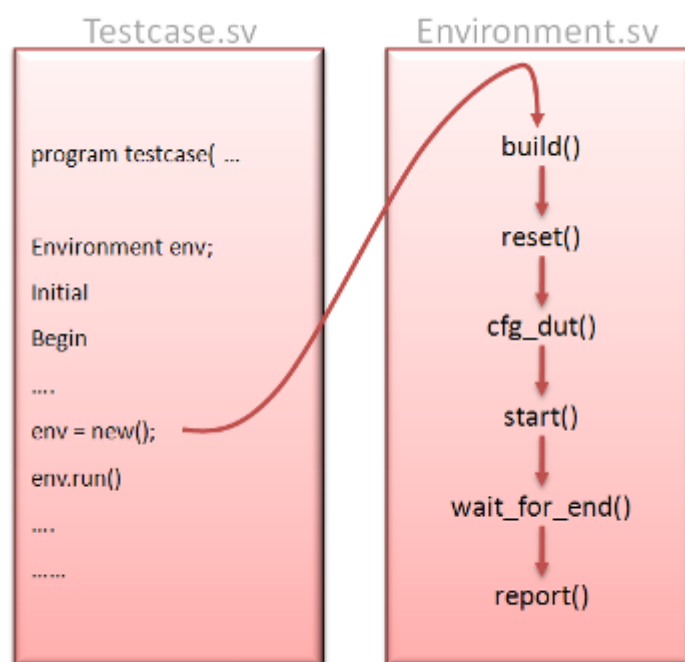 Testcase.sv
program testcase( ...
Environment env;
Initial
Begin
....
env = new();
env.run()
....
......
Environment.sv
build()
reset()
cfg_dut()
start()
wait_for_end()
report()